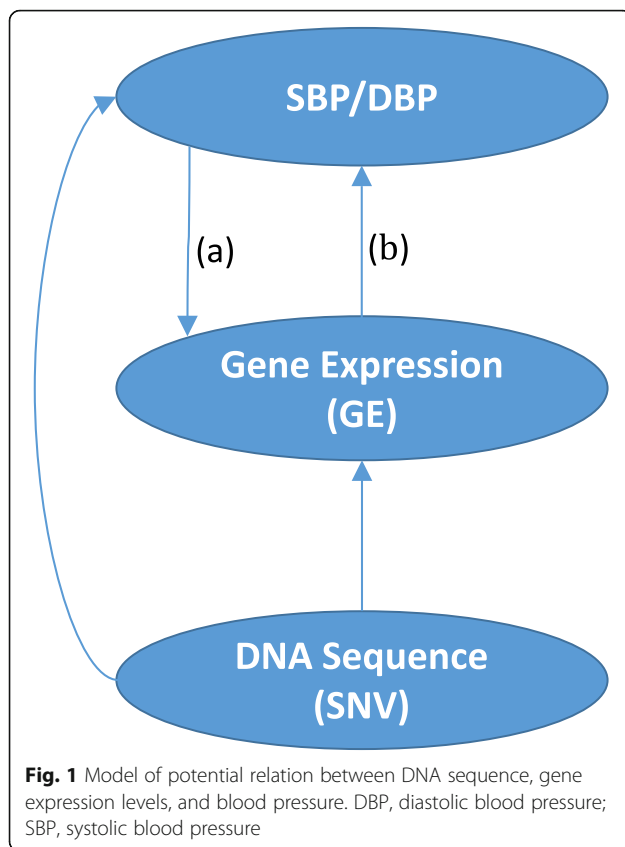 SBP/DBP
(a)
(b)
Gene Expression
(GE)
DNA Sequence
(SNV)
Fig. 1 Model of potential relation between DNA sequence, gene
expression levels, and blood pressure. DBP, diastolic blood pressure;
SBP, systolic blood pressure